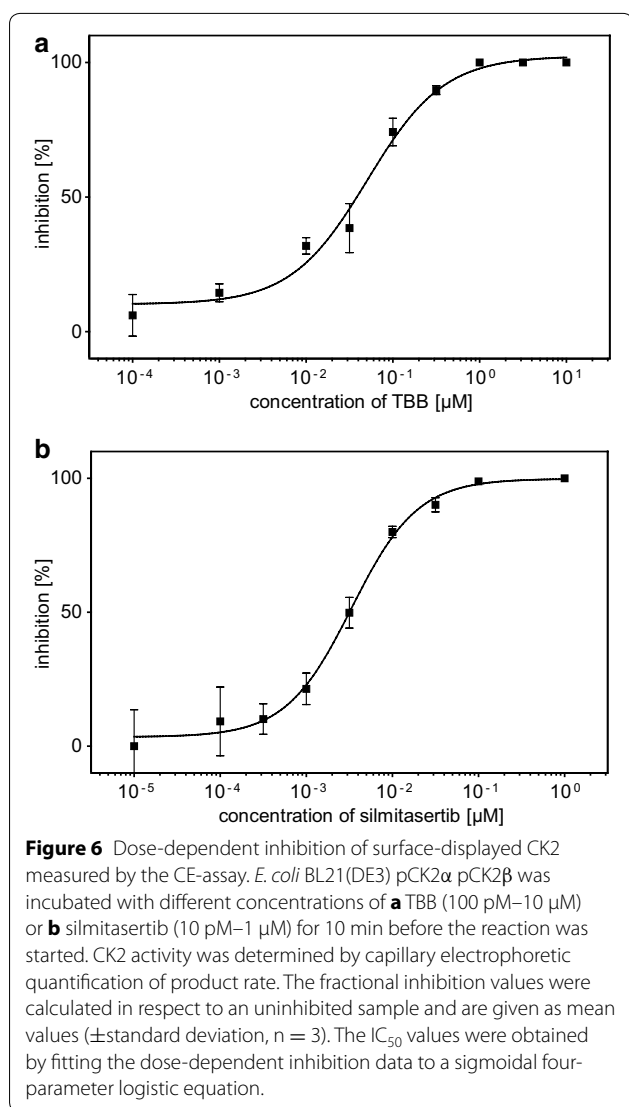 a
100
50
0
inhibition [%]
10⁻⁴ 10⁻³ 10⁻² 10⁻¹ 10⁰ 10¹
concentration of TBB [µM]
b
100
50
0
inhibition [%]
10⁻⁵ 10⁻⁴ 10⁻³ 10⁻² 10⁻¹ 10⁰
concentration of silmitasertib [µM]
Figure 6 Dose-dependent inhibition of surface-displayed CK2
measured by the CE-assay. E. coli BL21(DE3) pCK2α pCK2β was
incubated with different concentrations of a TBB (100 pM–10 µM)
or b silmitasertib (10 pM–1 µM) for 10 min before the reaction was
started. CK2 activity was determined by capillary electrophoretic
quantification of product rate. The fractional inhibition values were
calculated in respect to an uninhibited sample and are given as mean
values (±standard deviation, n = 3). The IC₅₀ values were obtained
by fitting the dose-dependent inhibition data to a sigmoidal four-
parameter logistic equation.